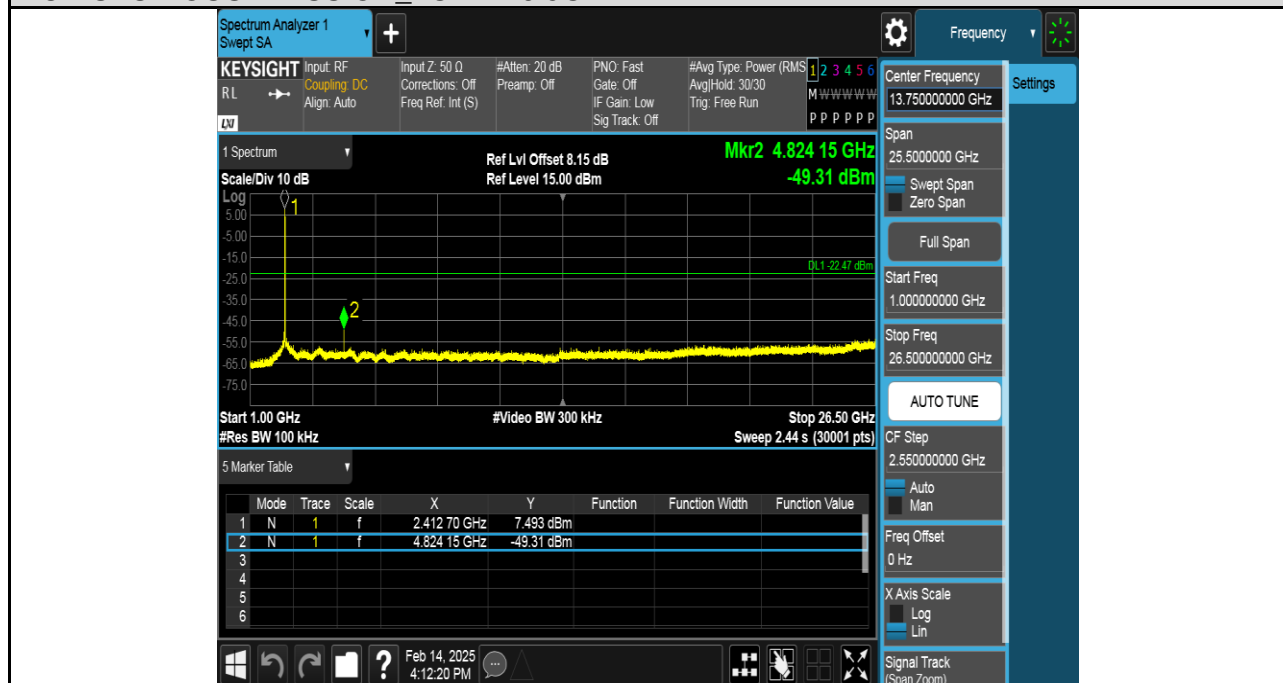 Spectrum Analyzer 1
Swept SA
+
Frequency
KEYSIGHT
RL
LXI
Input: RF
Coupling: DC
Align: Auto
Input Z: 50 Ω
Corrections: Off
Freq Ref: Int (S)
#Atten: 20 dB
Preamp: Off
PNO: Fast
Gate: Off
IF Gain: Low
Sig Track: Off
#Avg Type: Power (RMS
Avg|Hold: 30/30
Trig: Free Run
1 2 3 4 5 6
M W W W W W
P P P P P P
1 Spectrum
Scale/Div 10 dB
Ref Lvl Offset 8.15 dB
Ref Level 15.00 dBm
Mkr2 4.824 15 GHz
-49.31 dBm
Log
5.00
-5.00
-15.0
-25.0
-35.0
-45.0
-55.0
-65.0
-75.0
1
2
DL1 -22.47 dBm
Start 1.00 GHz
#Video BW 300 kHz
Stop 26.50 GHz
#Res BW 100 kHz
Sweep 2.44 s (30001 pts)
5 Marker Table
Mode Trace Scale X Y Function Function Width Function Value
1 N 1 f 2.412 70 GHz 7.493 dBm
2 N 1 f 4.824 15 GHz -49.31 dBm
3
4
5
6
?
Feb 14, 2025
4:12:20 PM
Center Frequency
13.750000000 GHz
Settings
Span
25.5000000 GHz
Swept Span
Zero Span
Full Span
Start Freq
1.000000000 GHz
Stop Freq
26.500000000 GHz
AUTO TUNE
CF Step
2.550000000 GHz
Auto
Man
Freq Offset
0 Hz
X Axis Scale
Log
Lin
Signal Track
(Span Zoom)